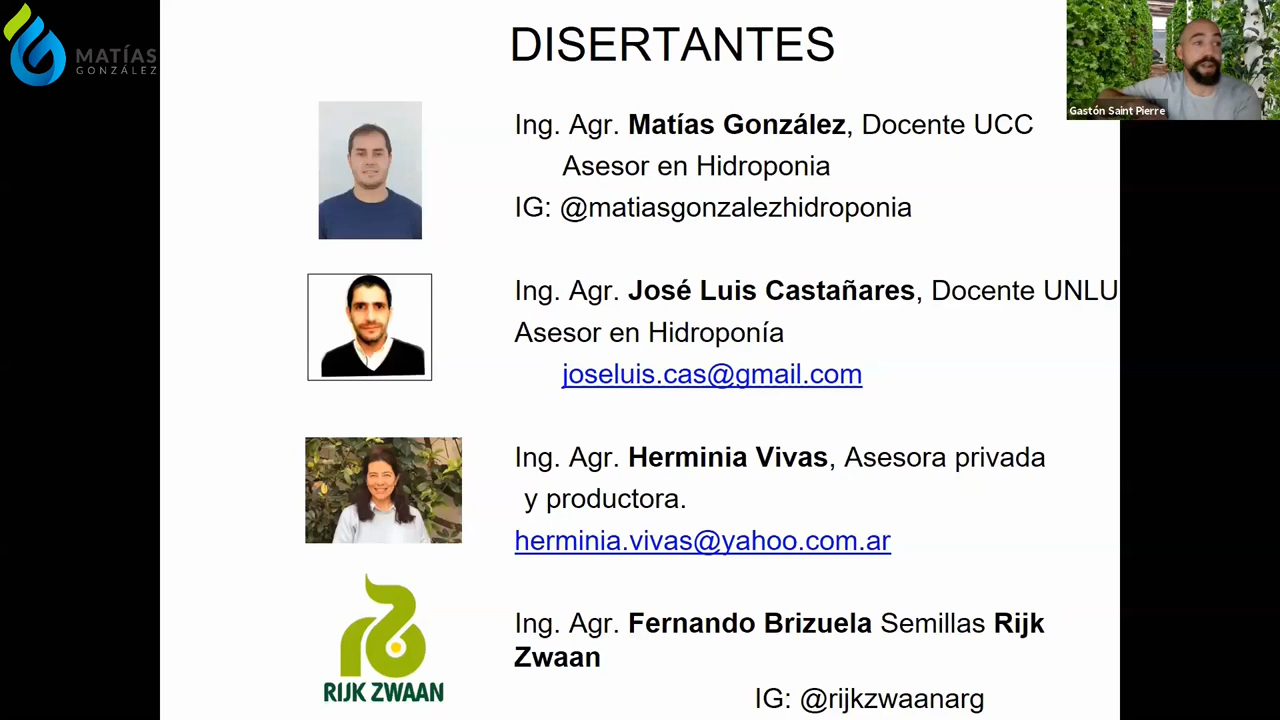 MATÍAS
GONZÁLEZ
DISERTANTES
Gastón Saint Pierre
Ing. Agr. Matías González, Docente UCC
Asesor en Hidroponia
IG: @matiasgonzalezhidroponia
Ing. Agr. José Luis Castañares, Docente UNLU
Asesor en Hidroponía
joseluis.cas@gmail.com
Ing. Agr. Herminia Vivas, Asesora privada
y productora.
herminia.vivas@yahoo.com.ar
RIJK ZWAAN
Ing. Agr. Fernando Brizuela Semillas Rijk
Zwaan
IG: @rijkzwaanarg